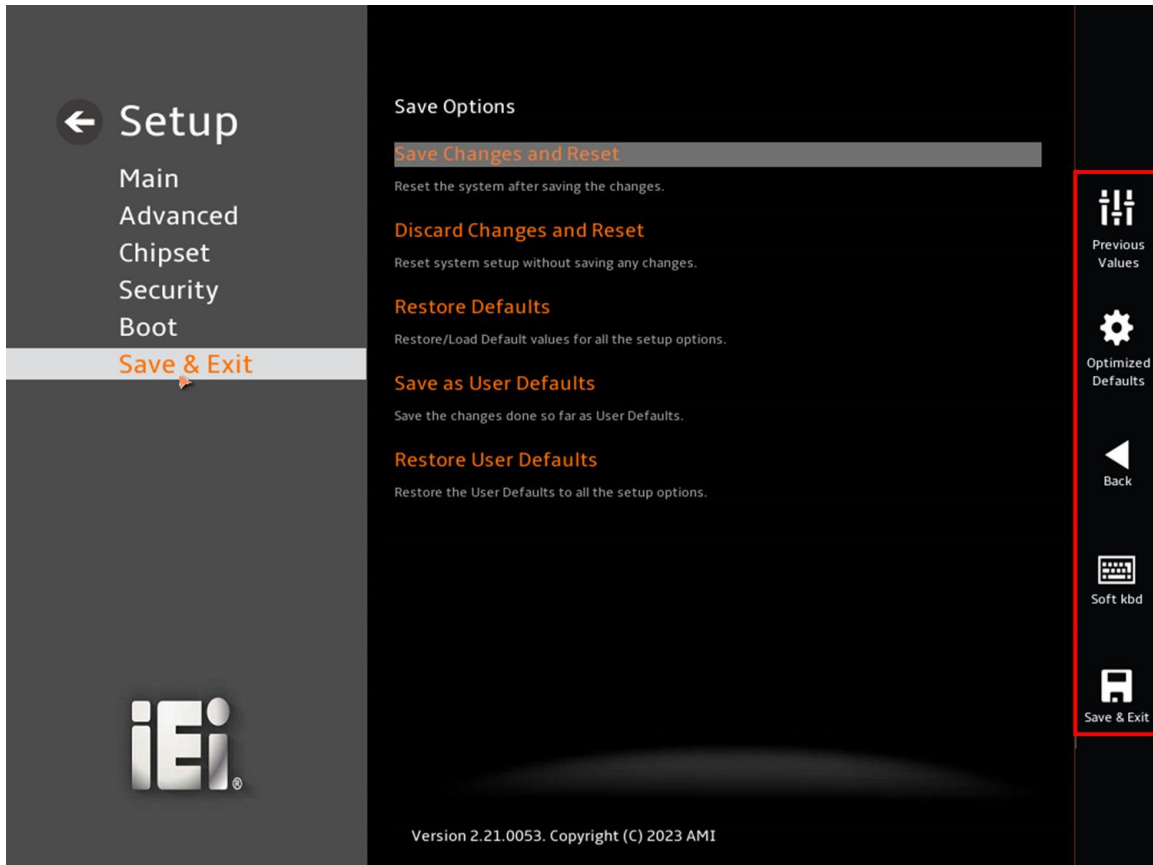 Setup
Main
Advanced
Chipset
Security
Boot
Save & Exit
iEi®
Save Options
Save Changes and Reset
Reset the system after saving the changes.
Discard Changes and Reset
Reset system setup without saving any changes.
Restore Defaults
Restore/Load Default values for all the setup options.
Save as User Defaults
Save the changes done so far as User Defaults.
Restore User Defaults
Restore the User Defaults to all the setup options.
Version 2.21.0053. Copyright (C) 2023 AMI
Previous
Values
Optimized
Defaults
Back
Soft kbd
Save & Exit